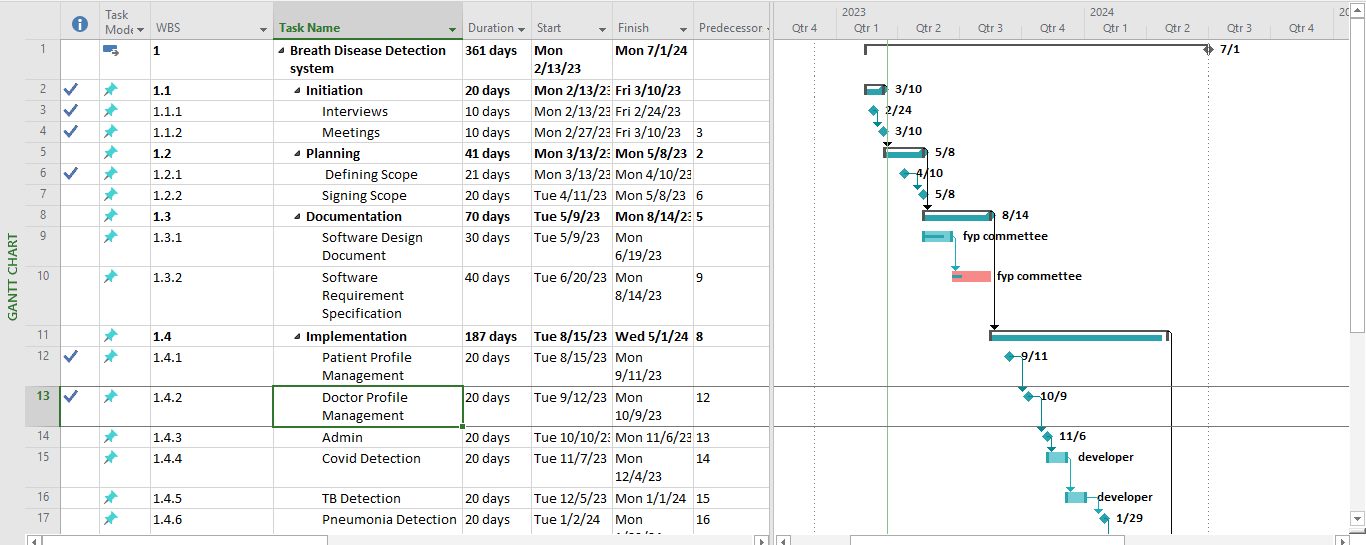 GANTT CHART
Task Mode WBS Task Name Duration Start Finish Predecessor
2023 2024
Qtr 4 Qtr 1 Qtr 2 Qtr 3 Qtr 4 Qtr 1 Qtr 2 Qtr 3 Qtr 4
1 1 Breath Disease Detection system 361 days Mon 2/13/23 Mon 7/1/24 7/1
2 1.1 Initiation 20 days Mon 2/13/23 Fri 3/10/23 3/10
3 1.1.1 Interviews 10 days Mon 2/13/23 Fri 2/24/23 2/24
4 1.1.2 Meetings 10 days Mon 2/27/23 Fri 3/10/23 3 3/10
5 1.2 Planning 41 days Mon 3/13/23 Mon 5/8/23 2 5/8
6 1.2.1 Defining Scope 21 days Mon 3/13/23 Mon 4/10/23 4/10
7 1.2.2 Signing Scope 20 days Tue 4/11/23 Mon 5/8/23 6 5/8
8 1.3 Documentation 70 days Tue 5/9/23 Mon 8/14/23 5 8/14
9 1.3.1 Software Design Document 30 days Tue 5/9/23 Mon 6/19/23 fyp commettee
10 1.3.2 Software Requirement Specification 40 days Tue 6/20/23 Mon 8/14/23 9 fyp commettee
11 1.4 Implementation 187 days Tue 8/15/23 Wed 5/1/24 8
12 1.4.1 Patient Profile Management 20 days Tue 8/15/23 Mon 9/11/23 9/11
13 1.4.2 Doctor Profile Management 20 days Tue 9/12/23 Mon 10/9/23 12 10/9
14 1.4.3 Admin 20 days Tue 10/10/23 Mon 11/6/23 13 11/6
15 1.4.4 Covid Detection 20 days Tue 11/7/23 Mon 12/4/23 14 developer
16 1.4.5 TB Detection 20 days Tue 12/5/23 Mon 1/1/24 15 developer
17 1.4.6 Pneumonia Detection 20 days Tue 1/2/24 Mon 16 1/29